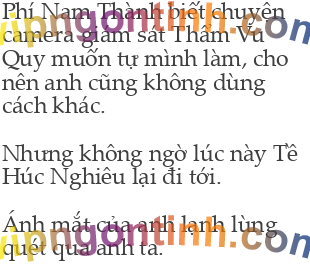 Phí Nam Thành biết chuyện
camera giám sát Thẩm Vu
Quy muốn tự mình làm, cho
nên anh cũng không dùng
cách khác.
Nhưng không ngờ lúc này Tề
Húc Nghiêu lại đi tới.
Ánh mắt của anh lạnh lùng
quét qua anh ta.
vipngontinh.com
vipngontinh.com